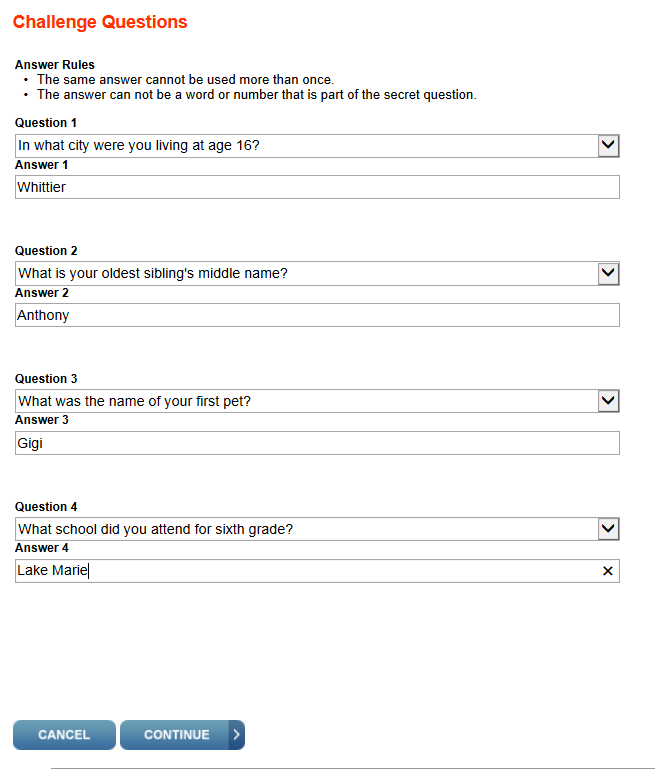 Challenge Questions
Answer Rules
• The same answer cannot be used more than once.
• The answer can not be a word or number that is part of the secret question.
Question 1
In what city were you living at age 16?
Answer 1
Whittier
Question 2
What is your oldest sibling's middle name?
Answer 2
Anthony
Question 3
What was the name of your first pet?
Answer 3
Gigi
Question 4
What school did you attend for sixth grade?
Answer 4
Lake Marie
CANCEL CONTINUE